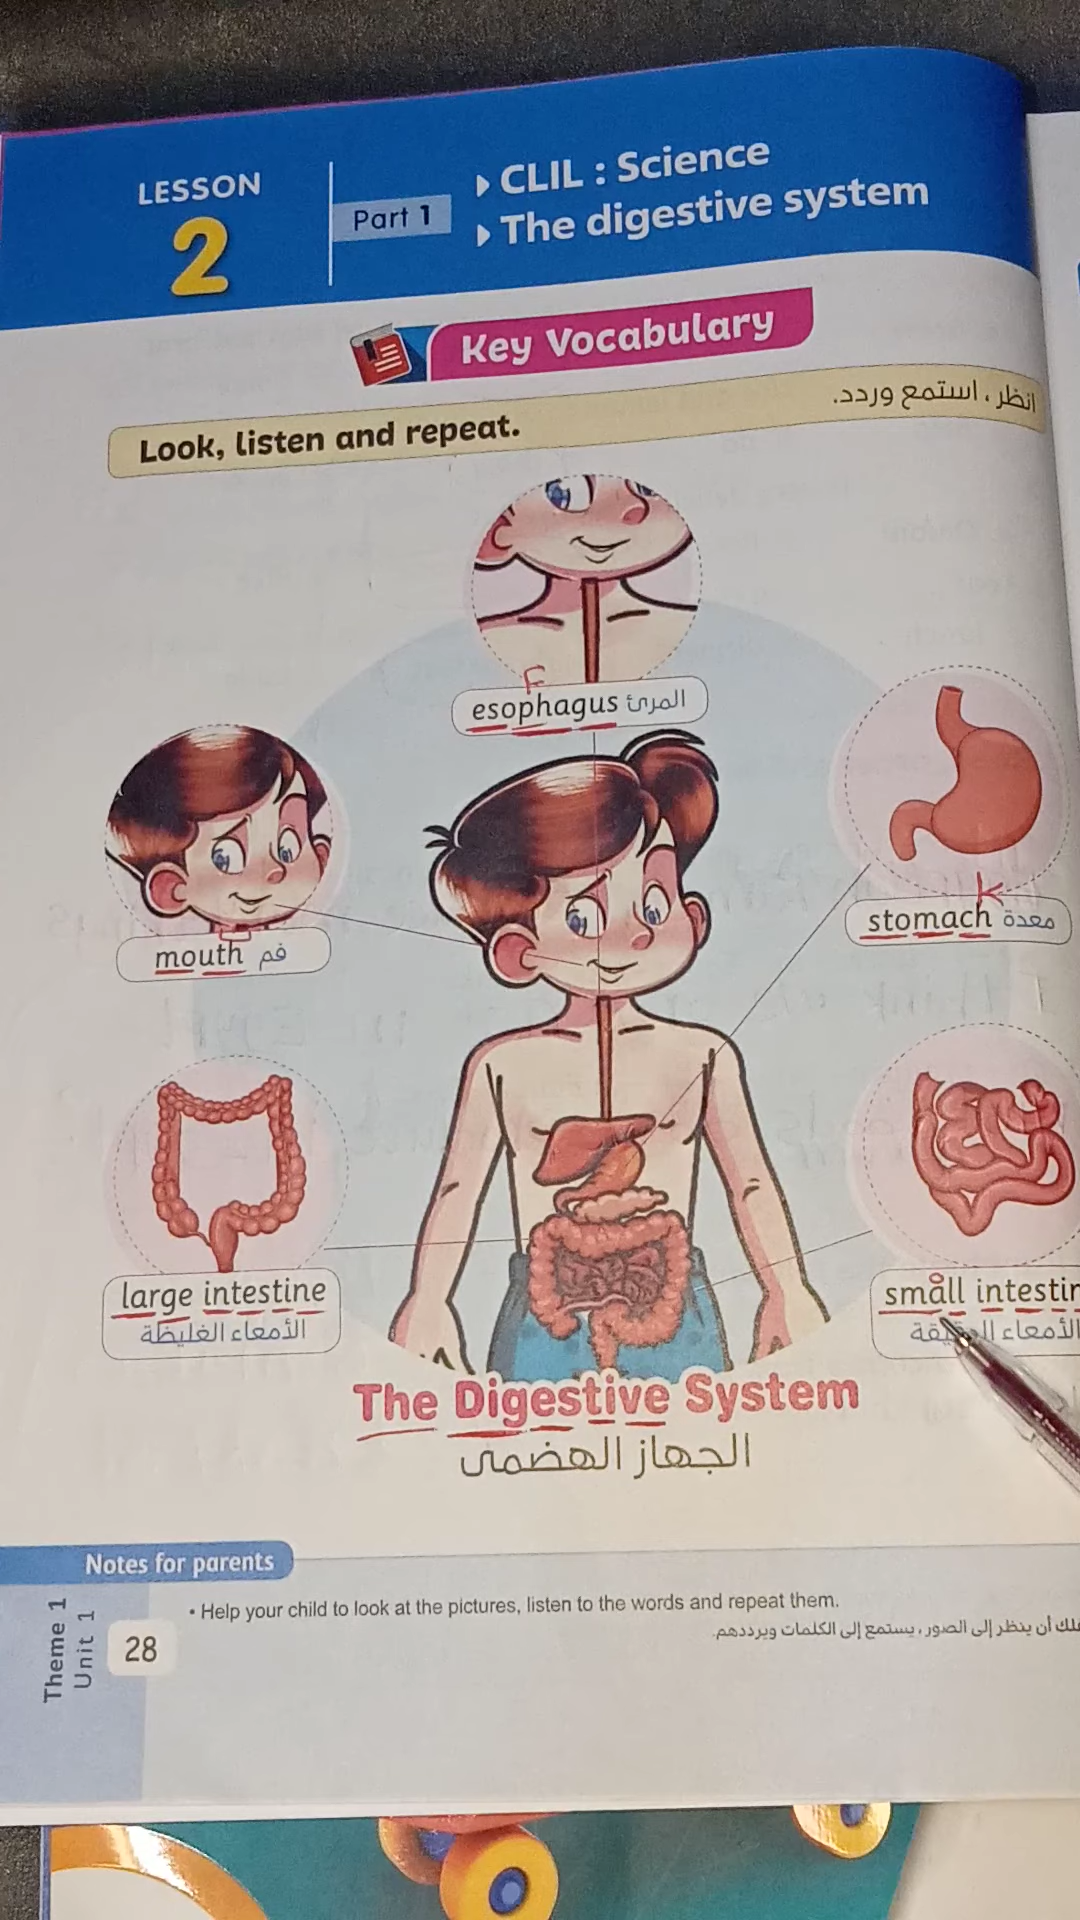 LESSON
2
Part 1
CLIL : Science
The digestive system
Key Vocabulary
Look, listen and repeat.
انظر، استمع وردد.
F
esophagus المرئ
mouth فم
K
stomach معدة
large intestine
الأمعاء الغليظة
small intestin
الأمعاء
The Digestive System
الجهاز الهضمى
Notes for parents
• Help your child to look at the pictures, listen to the words and repeat them.
أن ينظر إلى الصور، يستمع إلى الكلمات ويرددهم.
Theme 1
Unit 1
28